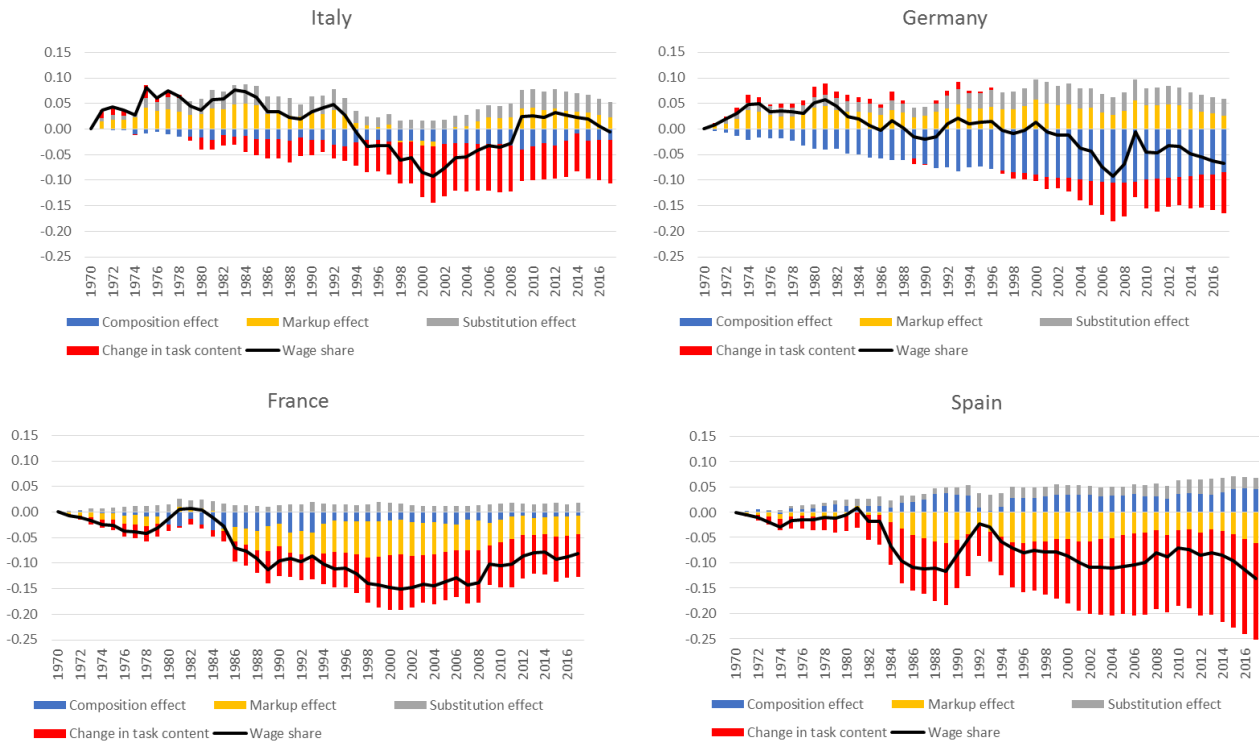 Italy
0.15
0.10
0.05
0.00
-0.05
-0.10
-0.15
-0.20
-0.25
1970 1972 1974 1976 1978 1980 1982 1984 1986 1988 1990 1992 1994 1996 1998 2000 2002 2004 2006 2008 2010 2012 2014 2016
Composition effect Markup effect Substitution effect
Change in task content Wage share
Germany
0.15
0.10
0.05
0.00
-0.05
-0.10
-0.15
-0.20
-0.25
1970 1972 1974 1976 1978 1980 1982 1984 1986 1988 1990 1992 1994 1996 1998 2000 2002 2004 2006 2008 2010 2012 2014 2016
Composition effect Markup effect Substitution effect
Change in task content Wage share
France
0.15
0.10
0.05
0.00
-0.05
-0.10
-0.15
-0.20
-0.25
1970 1972 1974 1976 1978 1980 1982 1984 1986 1988 1990 1992 1994 1996 1998 2000 2002 2004 2006 2008 2010 2012 2014 2016
Composition effect Markup effect Substitution effect
Change in task content Wage share
Spain
0.15
0.10
0.05
0.00
-0.05
-0.10
-0.15
-0.20
-0.25
1970 1972 1974 1976 1978 1980 1982 1984 1986 1988 1990 1992 1994 1996 1998 2000 2002 2004 2006 2008 2010 2012 2014 2016
Composition effect Markup effect Substitution effect
Change in task content Wage share